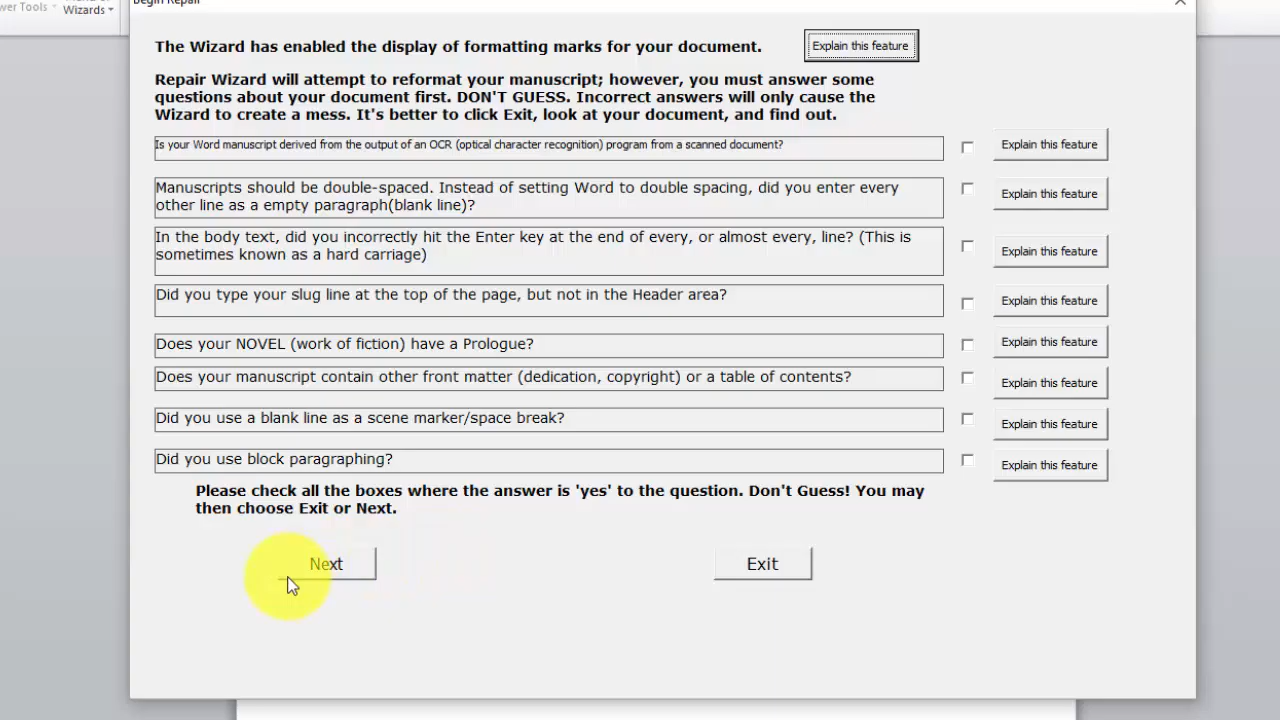 wer Tools
Wizards
Begin Repair
The Wizard has enabled the display of formatting marks for your document.
Explain this feature
Repair Wizard will attempt to reformat your manuscript; however, you must answer some
questions about your document first. DON'T GUESS. Incorrect answers will only cause the
Wizard to create a mess. It's better to click Exit, look at your document, and find out.
Is your Word manuscript derived from the output of an OCR (optical character recognition) program from a scanned document?
Explain this feature
Manuscripts should be double-spaced. Instead of setting Word to double spacing, did you enter every
other line as a empty paragraph(blank line)?
Explain this feature
In the body text, did you incorrectly hit the Enter key at the end of every, or almost every, line? (This is
sometimes known as a hard carriage)
Explain this feature
Did you type your slug line at the top of the page, but not in the Header area?
Explain this feature
Does your NOVEL (work of fiction) have a Prologue?
Explain this feature
Does your manuscript contain other front matter (dedication, copyright) or a table of contents?
Explain this feature
Did you use a blank line as a scene marker/space break?
Explain this feature
Did you use block paragraphing?
Explain this feature
Please check all the boxes where the answer is 'yes' to the question. Don't Guess! You may
then choose Exit or Next.
Next
Exit